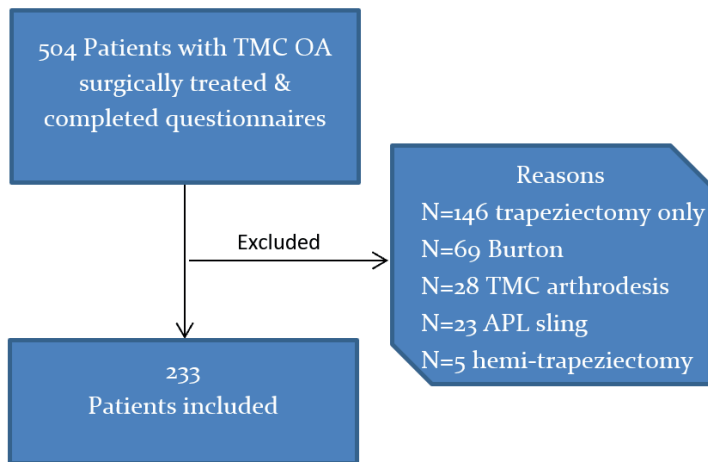 504 Patients with TMC OA
surgically treated &
completed questionnaires
Excluded
Reasons
N=146 trapeziectomy only
N=69 Burton
N=28 TMC arthrodesis
N=23 APL sling
N=5 hemi-trapeziectomy
233
Patients included